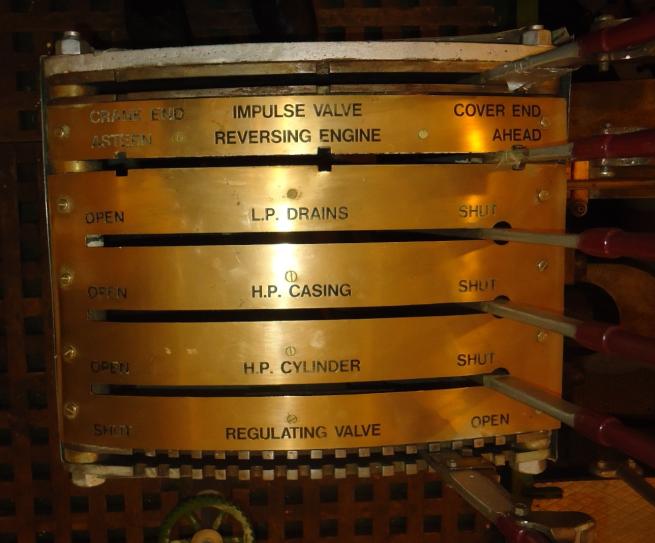 CRANK END IMPULSE VALVE COVER END
ASTERN REVERSING ENGINE AHEAD
L.P. DRAINS
OPEN SHUT
H.P. CASING
OPEN SHUT
H.P. CYLINDER
OPEN SHUT
SHUT REGULATING VALVE OPEN